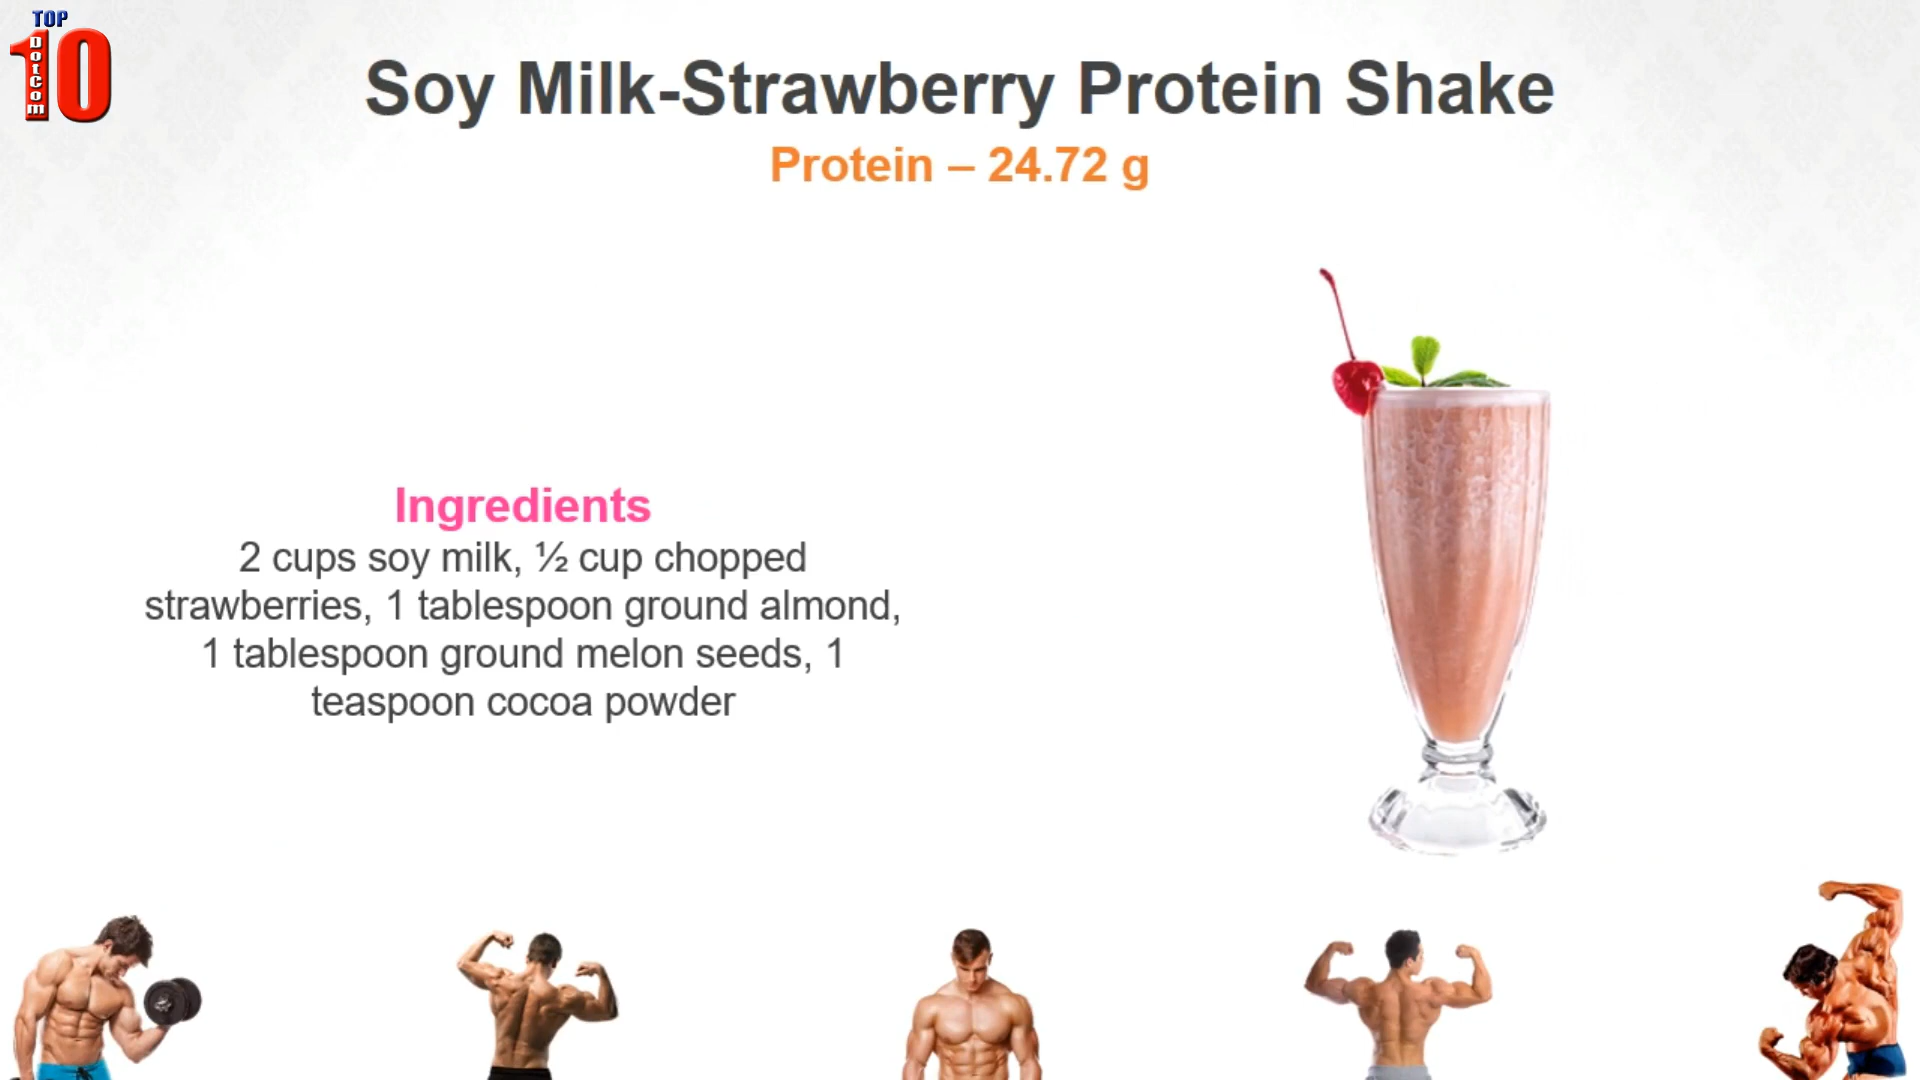 TOP
10
DotCom
Soy Milk-Strawberry Protein Shake
Protein – 24.72 g
Ingredients
2 cups soy milk, ½ cup chopped
strawberries, 1 tablespoon ground almond,
1 tablespoon ground melon seeds, 1
teaspoon cocoa powder